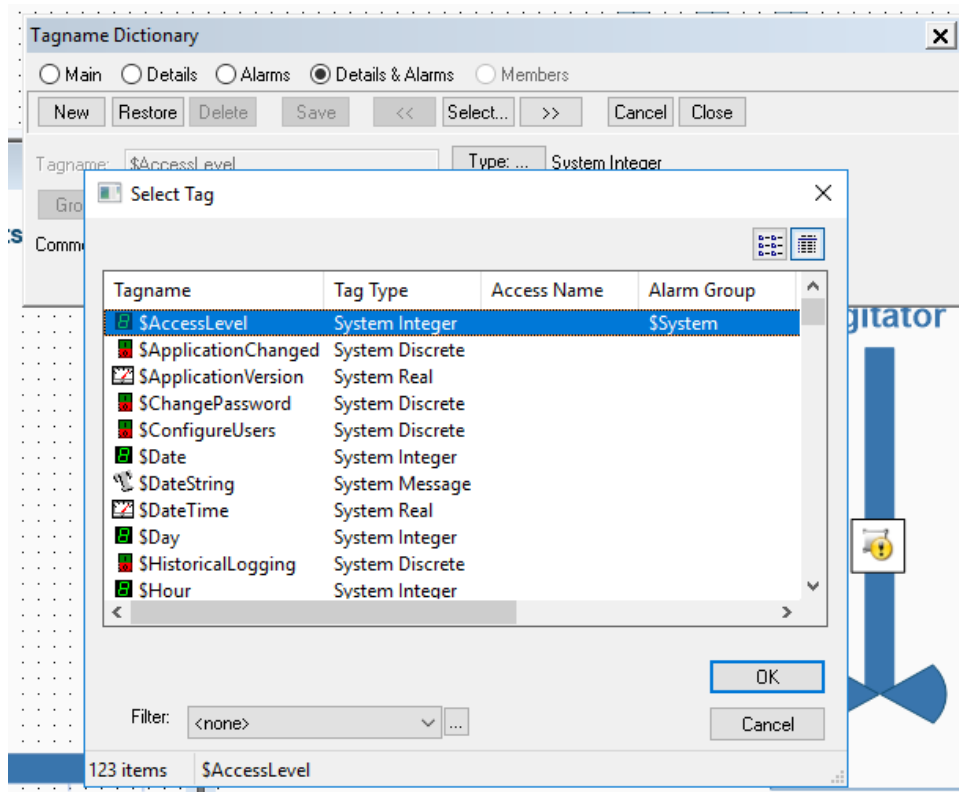 Tagname Dictionary
Main Details Alarms Details & Alarms Members
New Restore Delete Save << Select... >> Cancel Close
Tagname: $AccessLevel Type: ... System Integer
Gro
Comm
Select Tag
Tagname Tag Type Access Name Alarm Group
$AccessLevel System Integer $System
$ApplicationChanged System Discrete
$ApplicationVersion System Real
$ChangePassword System Discrete
$ConfigureUsers System Discrete
$Date System Integer
$DateString System Message
$DateTime System Real
$Day System Integer
$HistoricalLogging System Discrete
$Hour System Integer
gitator
OK
Filter: <none> ...
Cancel
123 items $AccessLevel